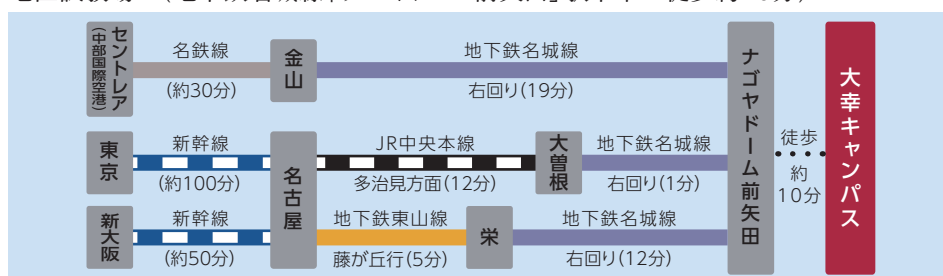 セントレア
(中部国際空港)
名鉄線
(約30分)
金山
地下鉄名城線
右回り(19分)
東京
新幹線
(約100分)
名古屋
JR中央本線
多治見方面(12分)
大曽根
地下鉄名城線
右回り(1分)
新大阪
新幹線
(約50分)
地下鉄東山線
藤が丘行(5分)
栄
地下鉄名城線
右回り(12分)
ナゴヤドーム前矢田
徒歩
約
10分
大幸キャンパス